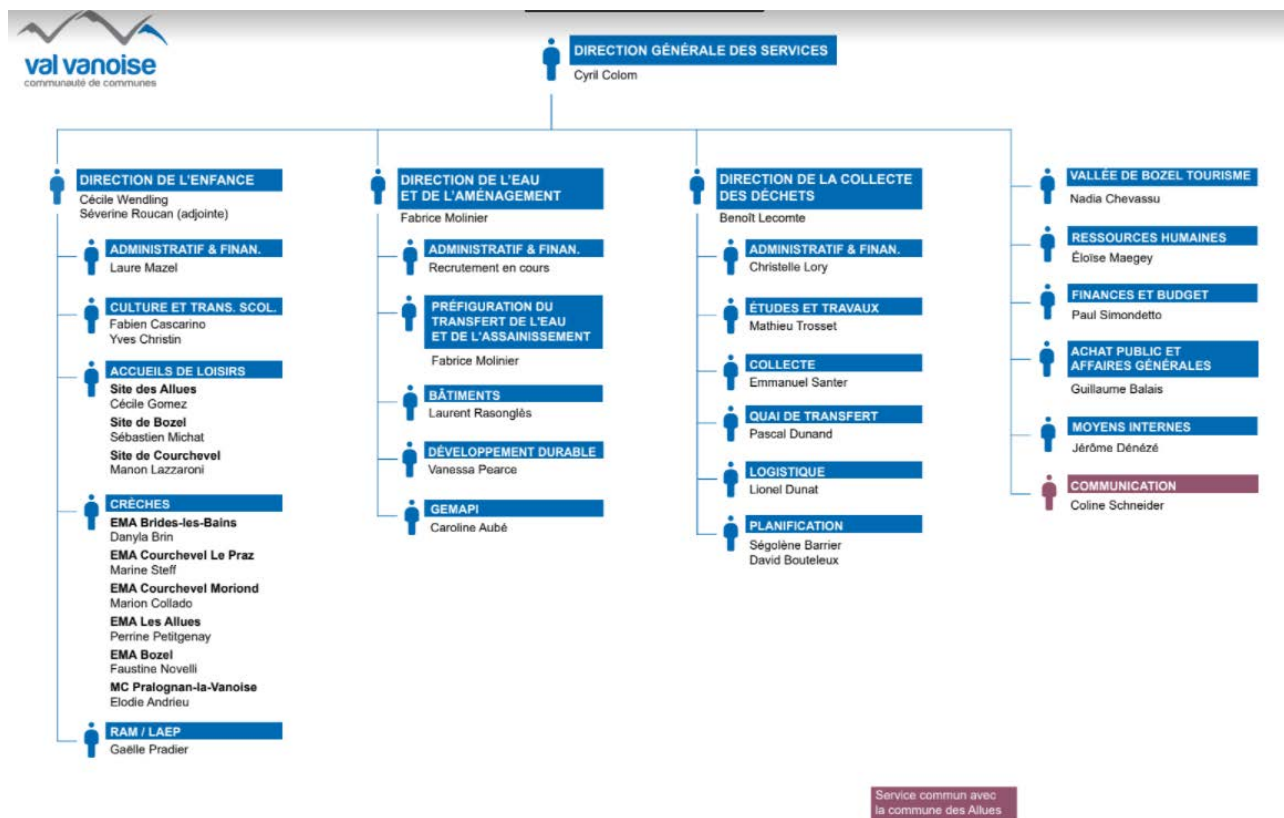 val vanoise
communauté de communes
DIRECTION GÉNÉRALE DES SERVICES
Cyril Colom
DIRECTION DE L'ENFANCE
Cécile Wendling
Séverine Roucan (adjointe)
ADMINISTRATIF & FINAN.
Laure Mazel
CULTURE ET TRANS. SCOL.
Fabien Cascarino
Yves Christin
ACCUEILS DE LOISIRS
Site des Allues
Cécile Gomez
Site de Bozel
Sébastien Michat
Site de Courchevel
Manon Lazzaroni
CRÈCHES
EMA Brides-les-Bains
Danyla Brin
EMA Courchevel Le Praz
Marine Steff
EMA Courchevel Moriond
Marion Collado
EMA Les Allues
Perrine Petitgenay
EMA Bozel
Faustine Novelli
MC Pralognan-la-Vanoise
Elodie Andrieu
RAM / LAEP
Gaëlle Pradier
DIRECTION DE L'EAU
ET DE L'AMÉNAGEMENT
Fabrice Molinier
ADMINISTRATIF & FINAN.
Recrutement en cours
PRÉFIGURATION DU
TRANSFERT DE L'EAU
ET DE L'ASSAINISSEMENT
Fabrice Molinier
BÂTIMENTS
Laurent Rasonglès
DÉVELOPPEMENT DURABLE
Vanessa Pearce
GEMAPI
Caroline Aubé
DIRECTION DE LA COLLECTE
DES DÉCHETS
Benoît Lecomte
ADMINISTRATIF & FINAN.
Christelle Lory
ÉTUDES ET TRAVAUX
Mathieu Trosset
COLLECTE
Emmanuel Santer
QUAI DE TRANSFERT
Pascal Dunand
LOGISTIQUE
Lionel Dunat
PLANIFICATION
Ségolène Barrier
David Bouteleux
VALLÉE DE BOZEL TOURISME
Nadia Chevassu
RESSOURCES HUMAINES
Éloïse Maegey
FINANCES ET BUDGET
Paul Simondetto
ACHAT PUBLIC ET
AFFAIRES GÉNÉRALES
Guillaume Balais
MOYENS INTERNES
Jérôme Dénézé
COMMUNICATION
Coline Schneider
Service commun avec
la commune des Allues